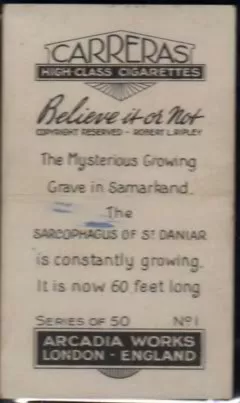 CARRERAS
HIGH-CLASS CIGARETTES
Believe it or Not
COPYRIGHT RESERVED - ROBERT L. RIPLEY
The Mysterious Growing
Grave in Samarkand.
The
SARCOPHAGUS OF ST DANIAR
is constantly growing.
It is now 60 feet long
SERIES OF 50 No 1
ARCADIA WORKS
LONDON - ENGLAND